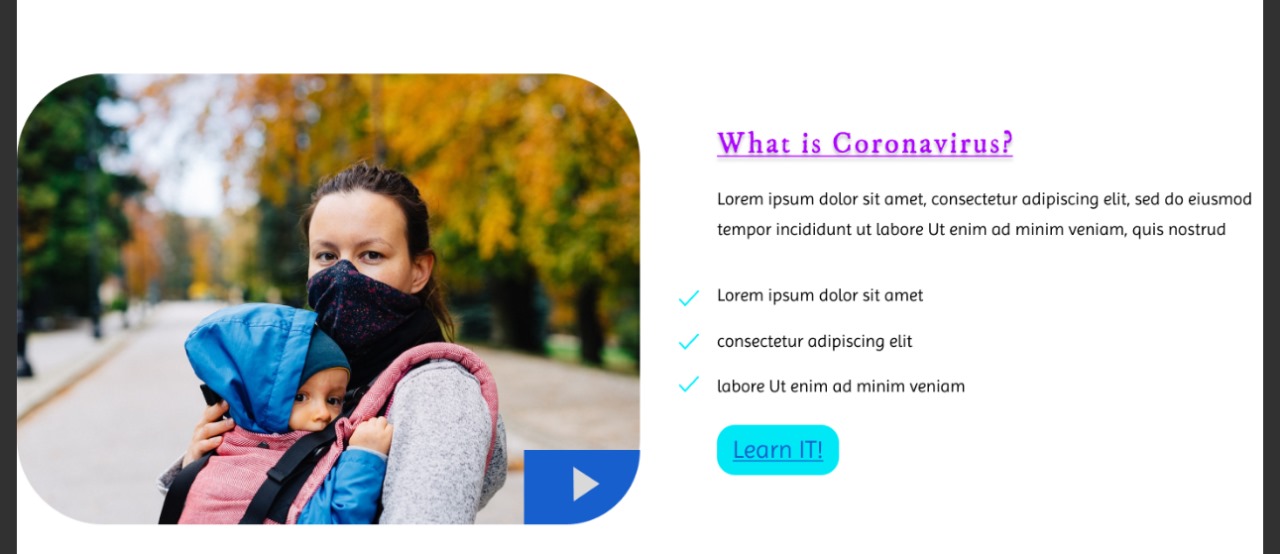 What is Coronavirus?
Lorem ipsum dolor sit amet, consectetur adipiscing elit, sed do eiusmod
tempor incididunt ut labore Ut enim ad minim veniam, quis nostrud
Lorem ipsum dolor sit amet
consectetur adipiscing elit
labore Ut enim ad minim veniam
Learn IT!